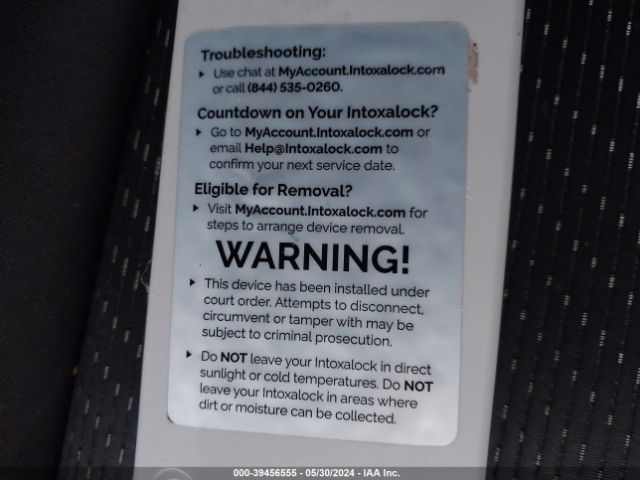 Troubleshooting:
▸ Use chat at MyAccount.Intoxalock.com
or call (844) 535-0260.
Countdown on Your Intoxalock?
▸ Go to MyAccount.Intoxalock.com or
email Help@Intoxalock.com to
confirm your next service date.
Eligible for Removal?
▸ Visit MyAccount.Intoxalock.com for
steps to arrange device removal.
WARNING!
▸ This device has been installed under
court order. Attempts to disconnect,
circumvent or tamper with may be
subject to criminal prosecution.
▸ Do NOT leave your Intoxalock in direct
sunlight or cold temperatures. Do NOT
leave your Intoxalock in areas where
dirt or moisture can be collected.
000-39456555 - 05/30/2024 - IAA Inc.